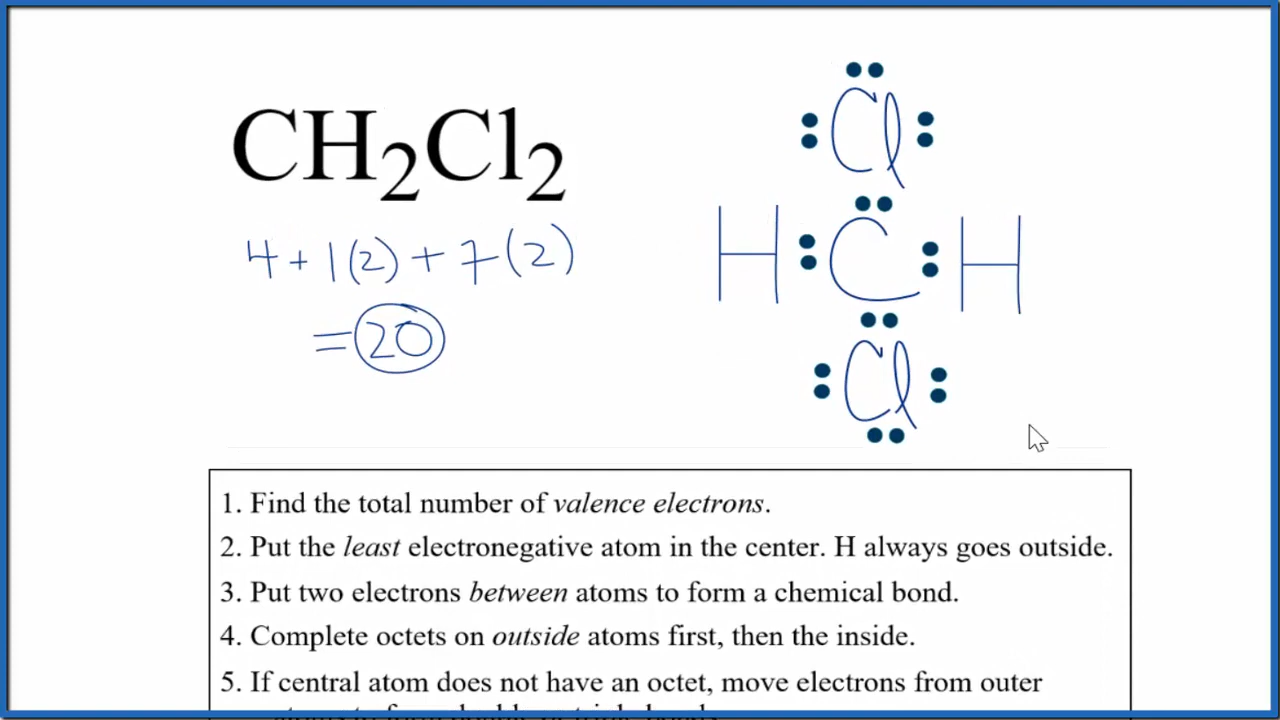 CH₂Cl₂
4 + 1(2) + 7(2)
= 20
Cl
H C H
Cl
1. Find the total number of valence electrons.
2. Put the least electronegative atom in the center. H always goes outside.
3. Put two electrons between atoms to form a chemical bond.
4. Complete octets on outside atoms first, then the inside.
5. If central atom does not have an octet, move electrons from outer